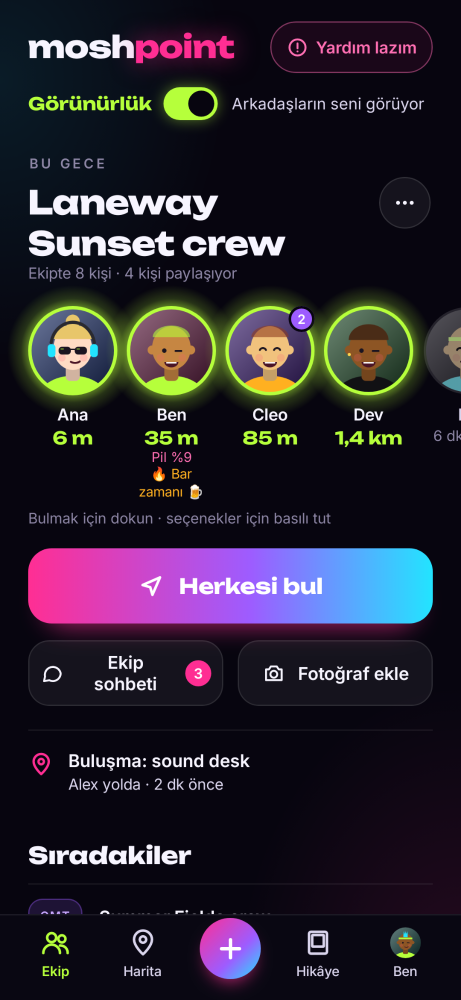 moshpoint
Yardım lazım
Görünürlük
Arkadaşların seni görüyor
BU GECE
Laneway
Sunset crew
Ekipte 8 kişi · 4 kişi paylaşıyor
2
Ana
Ben
Cleo
Dev
6 m
35 m
85 m
1,4 km
6 dk
Pil %9
🔥 Bar
zamanı 🍺
Bulmak için dokun · seçenekler için basılı tut
Herkesi bul
Ekip
sohbeti
3
Fotoğraf ekle
Buluşma: sound desk
Alex yolda · 2 dk önce
Sıradakiler
Ekip
Harita
Hikâye
Ben